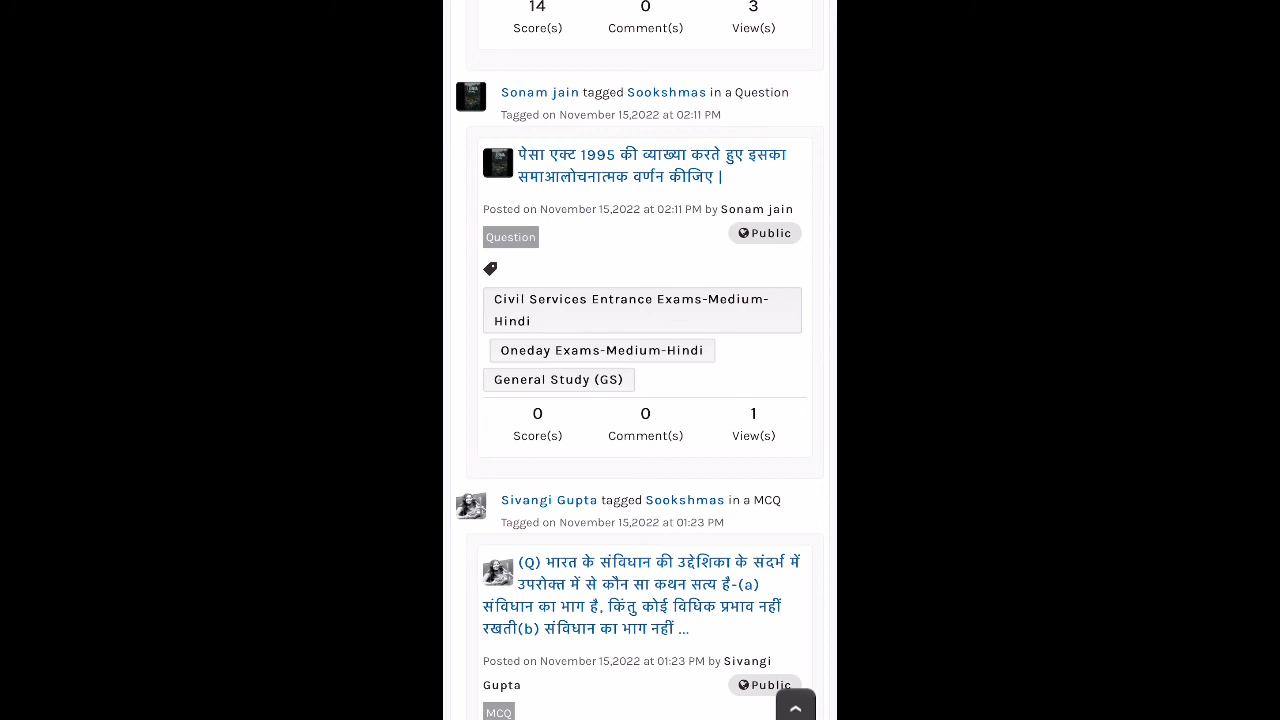 14 0 3
Score(s) Comment(s) View(s)
Sonam jain tagged Sookshmas in a Question
Tagged on November 15,2022 at 02:11 PM
पेसा एक्ट 1995 की व्याख्या करते हुए इसका
समाआलोचनात्मक वर्णन कीजिए |
Posted on November 15,2022 at 02:11 PM by Sonam jain
Question Public
Civil Services Entrance Exams-Medium-
Hindi
Oneday Exams-Medium-Hindi
General Study (GS)
0 0 1
Score(s) Comment(s) View(s)
Sivangi Gupta tagged Sookshmas in a MCQ
Tagged on November 15,2022 at 01:23 PM
(Q) भारत के संविधान की उद्देशिका के संदर्भ में
उपरोक्त में से कौन सा कथन सत्य है-(a)
संविधान का भाग है, किंतु कोई विधिक प्रभाव नहीं
रखती(b) संविधान का भाग नहीं ...
Posted on November 15,2022 at 01:23 PM by Sivangi
Gupta Public
MCQ